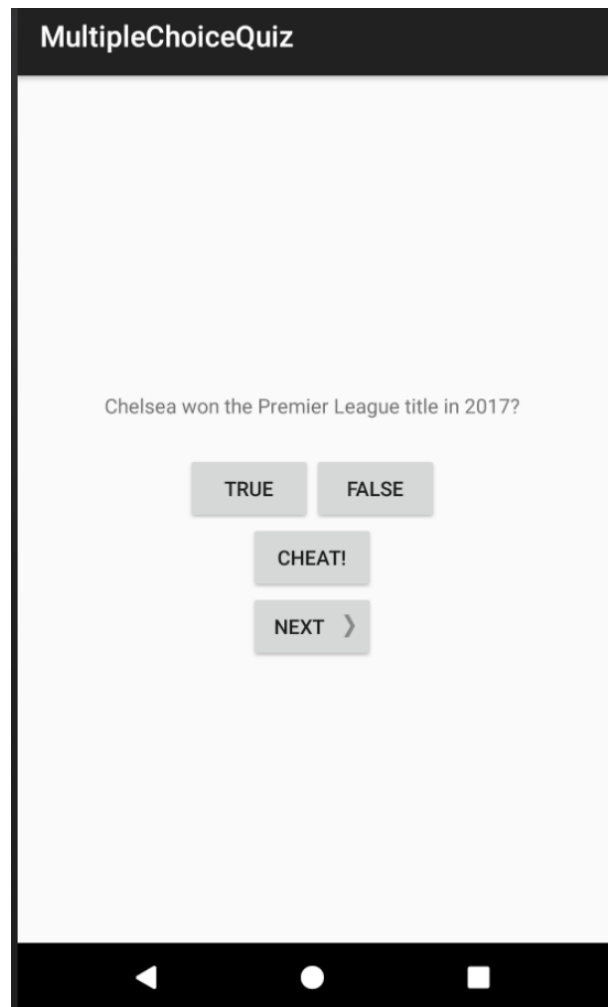 MultipleChoiceQuiz
Chelsea won the Premier League title in 2017?
TRUE FALSE
CHEAT!
NEXT